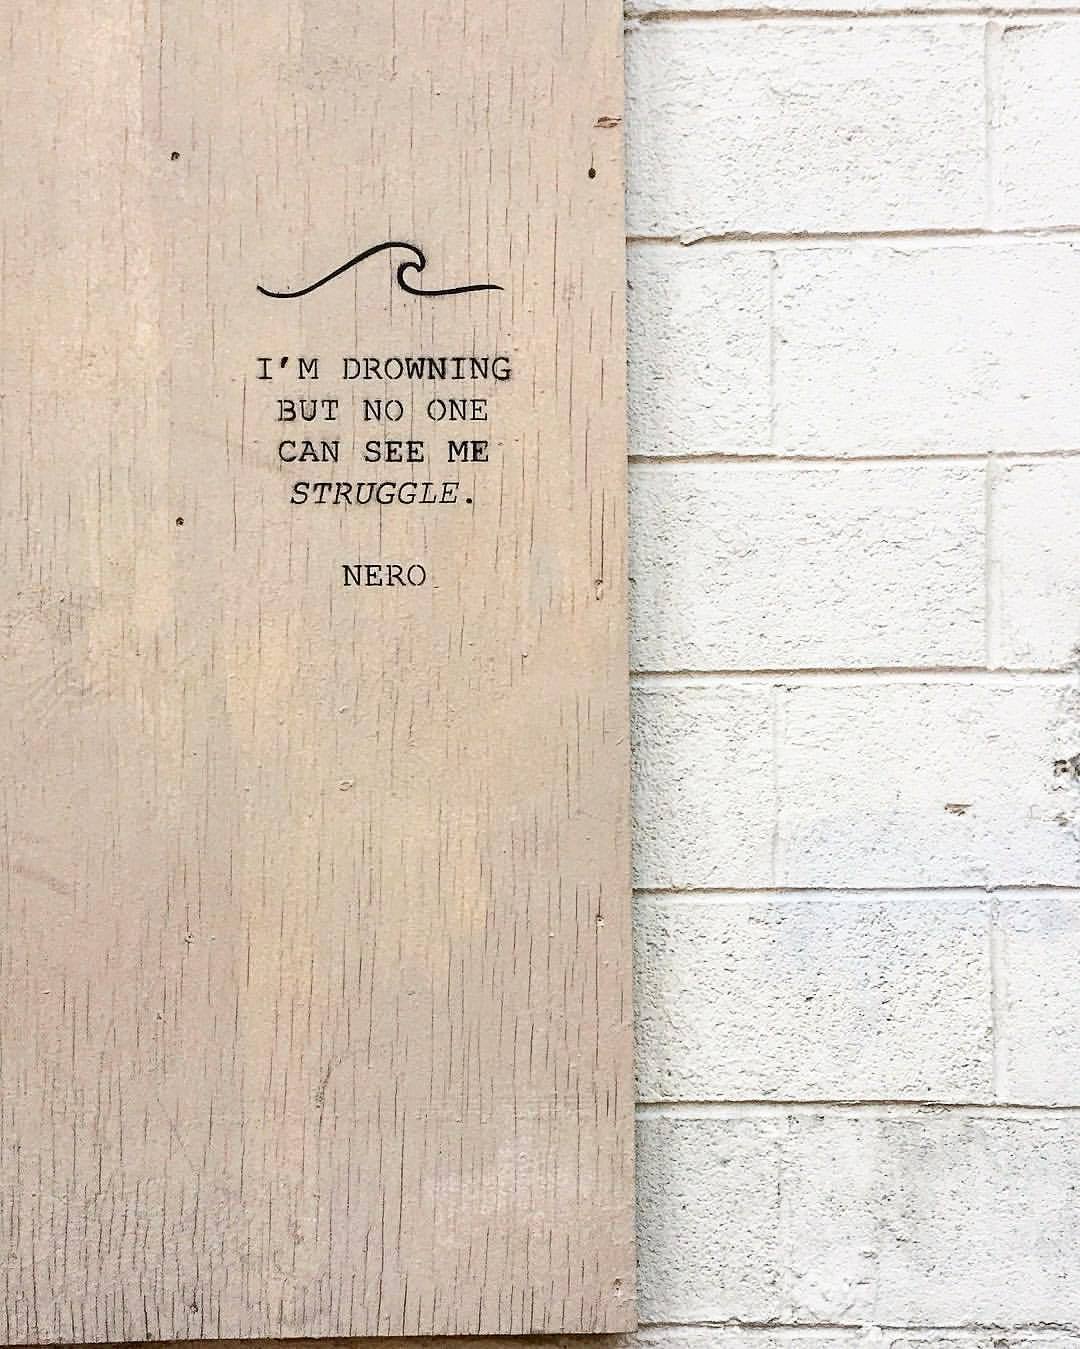 I'M DROWNING
BUT NO ONE
CAN SEE ME
STRUGGLE.
NERO